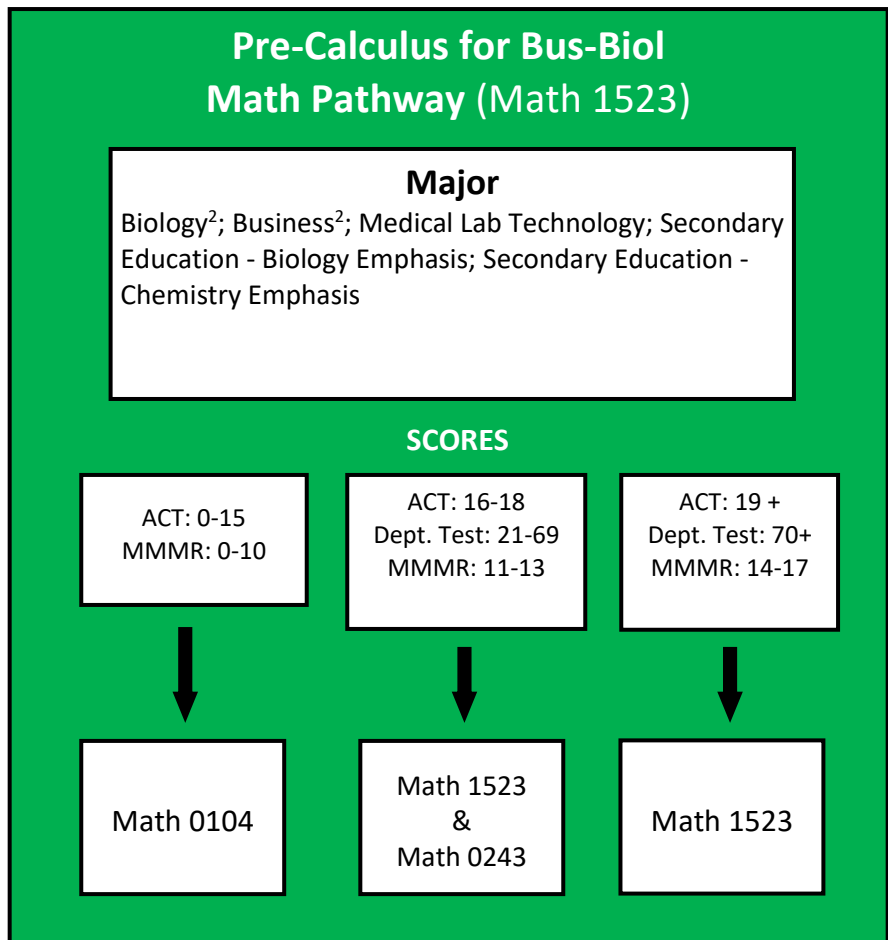 Pre-Calculus for Bus-Biol
Math Pathway (Math 1523)
Major
Biology²; Business²; Medical Lab Technology; Secondary
Education - Biology Emphasis; Secondary Education -
Chemistry Emphasis
SCORES
ACT: 0-15
MMMR: 0-10
ACT: 16-18
Dept. Test: 21-69
MMMR: 11-13
ACT: 19 +
Dept. Test: 70+
MMMR: 14-17
Math 0104
Math 1523
&
Math 0243
Math 1523